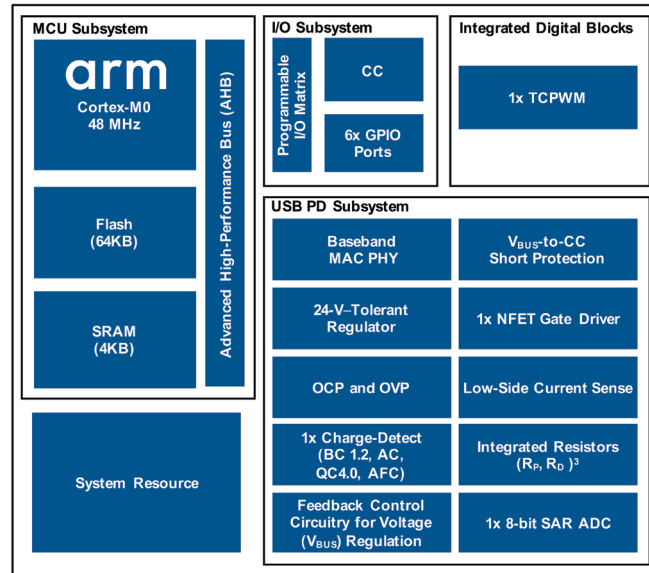 MCU Subsystem
arm
Cortex-M0
48 MHz
Flash
(64KB)
SRAM
(4KB)
Advanced High-Performance Bus (AHB)
System Resource
I/O Subsystem
Programmable
I/O Matrix
CC
6x GPIO
Ports
Integrated Digital Blocks
1x TCPWM
USB PD Subsystem
Baseband
MAC PHY
V_BUS-to-CC
Short Protection
24-V–Tolerant
Regulator
1x NFET Gate Driver
OCP and OVP
Low-Side Current Sense
1x Charge-Detect
(BC 1.2, AC,
QC4.0, AFC)
Integrated Resistors
(R_P, R_D )³
Feedback Control
Circuitry for Voltage
(V_BUS) Regulation
1x 8-bit SAR ADC